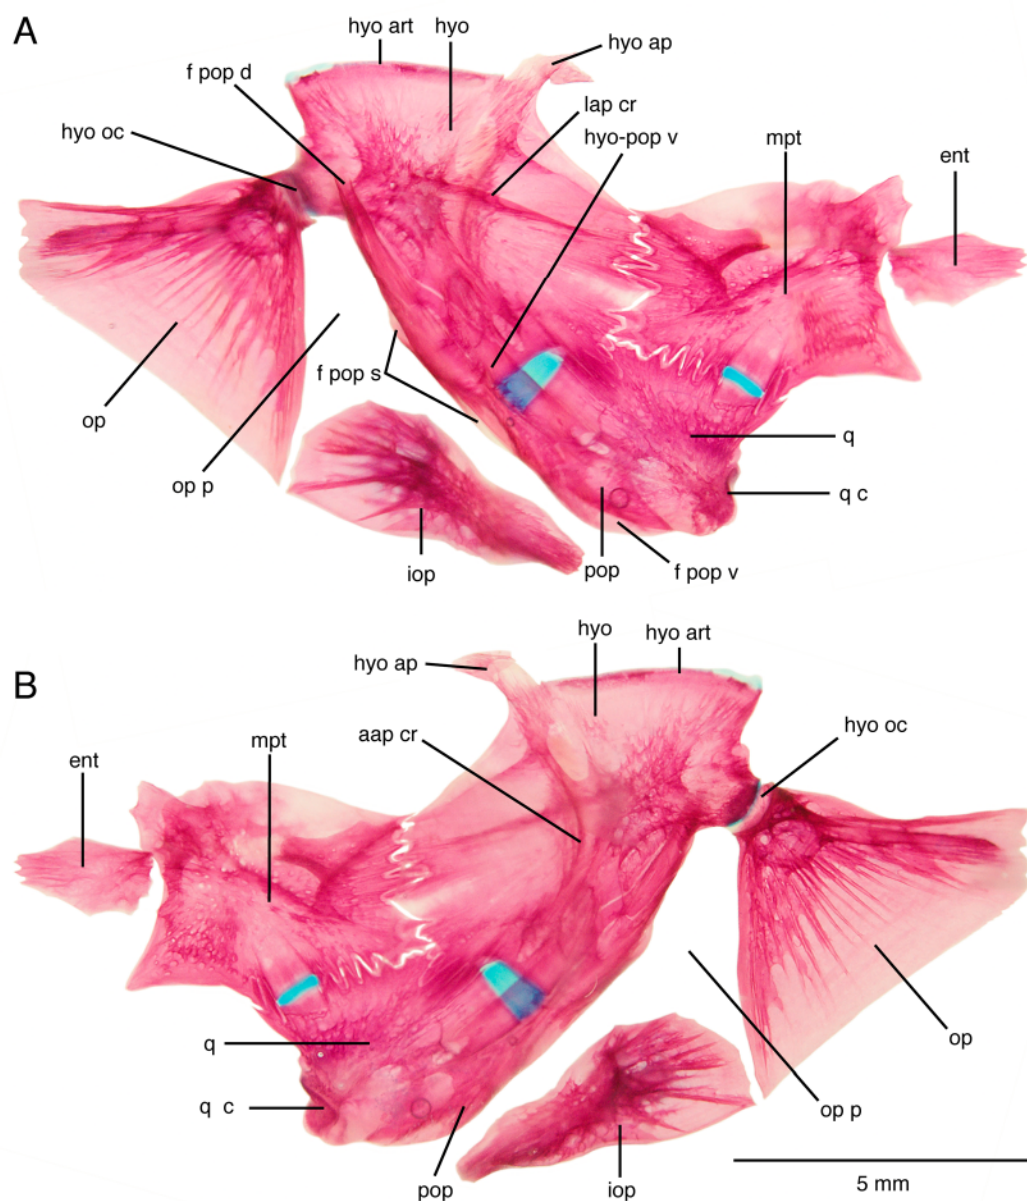 A
hyo art
hyo
hyo ap
f pop d
lap cr
hyo oc
hyo-pop v
mpt
ent
f pop s
op
q
op p
q c
iop
pop
f pop v
B
hyo
hyo art
hyo ap
aap cr
hyo oc
mpt
ent
q
op
q c
op p
pop
iop
5 mm